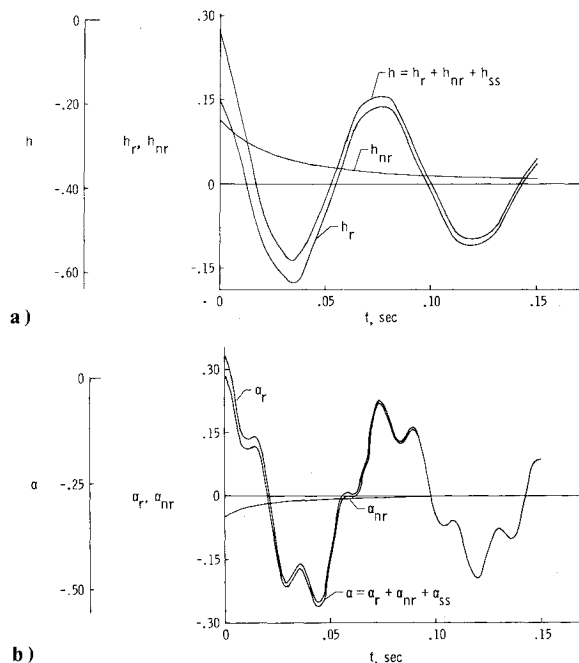 0
.30
h = h_r + h_nr + h_ss
-.20
.15
h
h_r, h_nr
h_nr
-.40
0
h_r
-.60
-.15
- 0
.05
.10
.15
t, sec
a)
0
.30
α_r
.15
α
-.25
α_r, α_nr
0
α_nr
-.15
α = α_r + α_nr + α_ss
-.50
-.30
0
.05
.10
.15
t, sec
b)